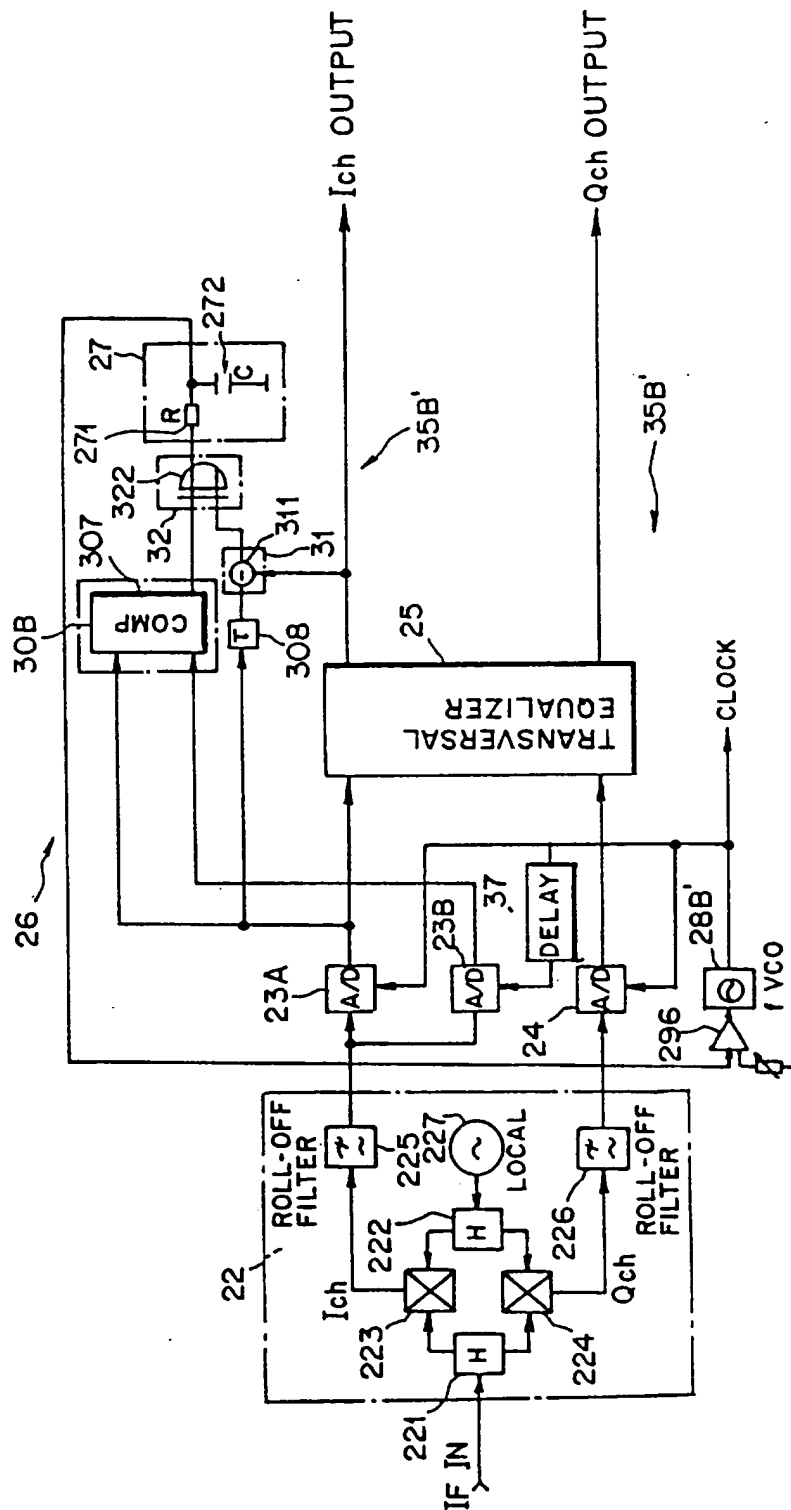 IF IN
221
H
22
223
Ich
224
Qch
222
H
LOCAL
227
ROLL-OFF
FILTER
225
226
ROLL-OFF
FILTER
26
23A
A/D
23B
A/D
37
DELAY
24
A/D
296
28B'
f VCO
CLOCK
TRANSVERSAL
EQUALIZER
25
30B
307
COMP
308
T
31
311
32
322
27
271
R
272
C
35B'
35B'
Ich OUTPUT
Qch OUTPUT